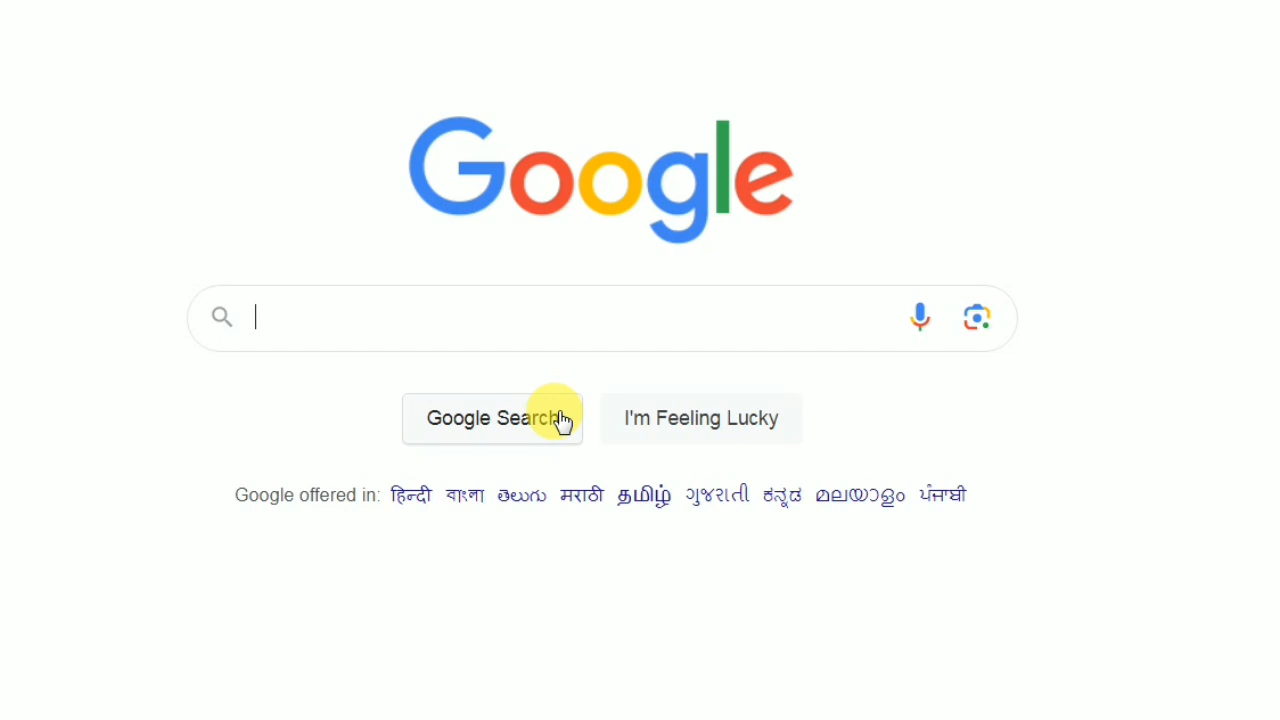 Google
Google Search I'm Feeling Lucky
Google offered in: हिन्दी বাংলা తెలుగు मराठी தமிழ் ગુજરાતી ಕನ್ನಡ മലയാളം ਪੰਜਾਬੀ